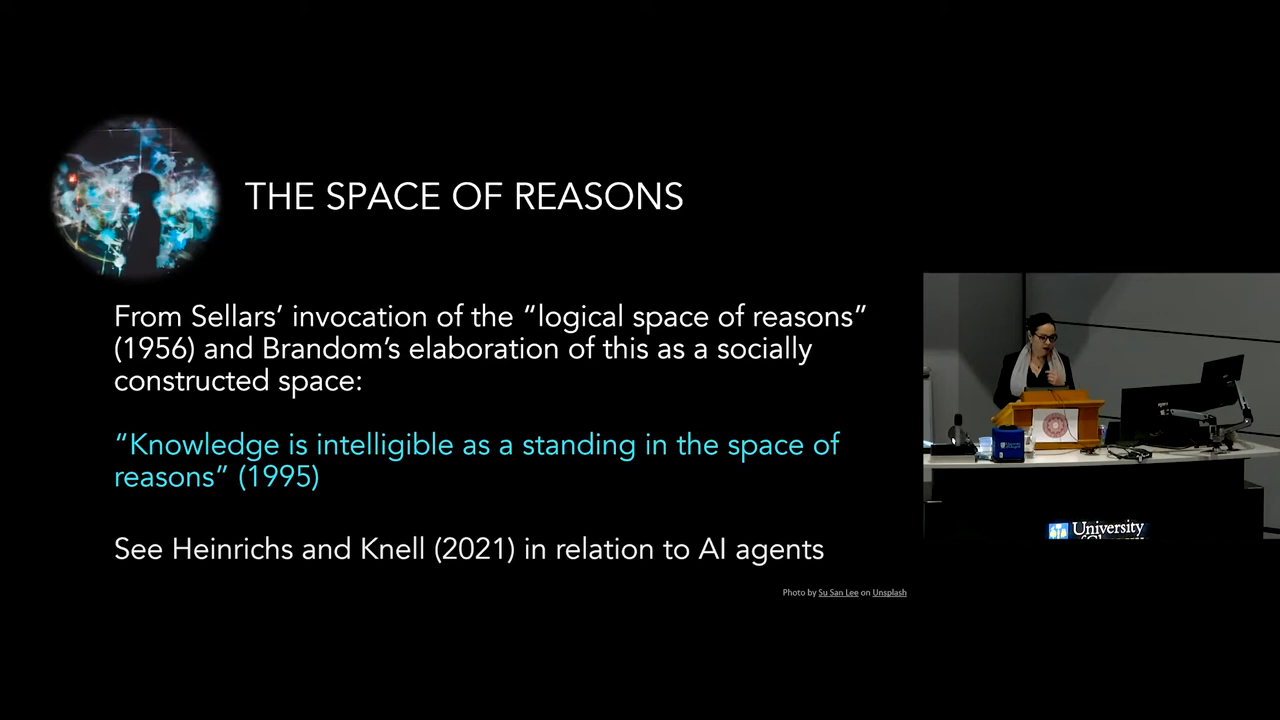 THE SPACE OF REASONS
From Sellars’ invocation of the “logical space of reasons”
(1956) and Brandom’s elaboration of this as a socially
constructed space:
“Knowledge is intelligible as a standing in the space of
reasons” (1995)
See Heinrichs and Knell (2021) in relation to AI agents
Photo by Su San Lee on Unsplash
University